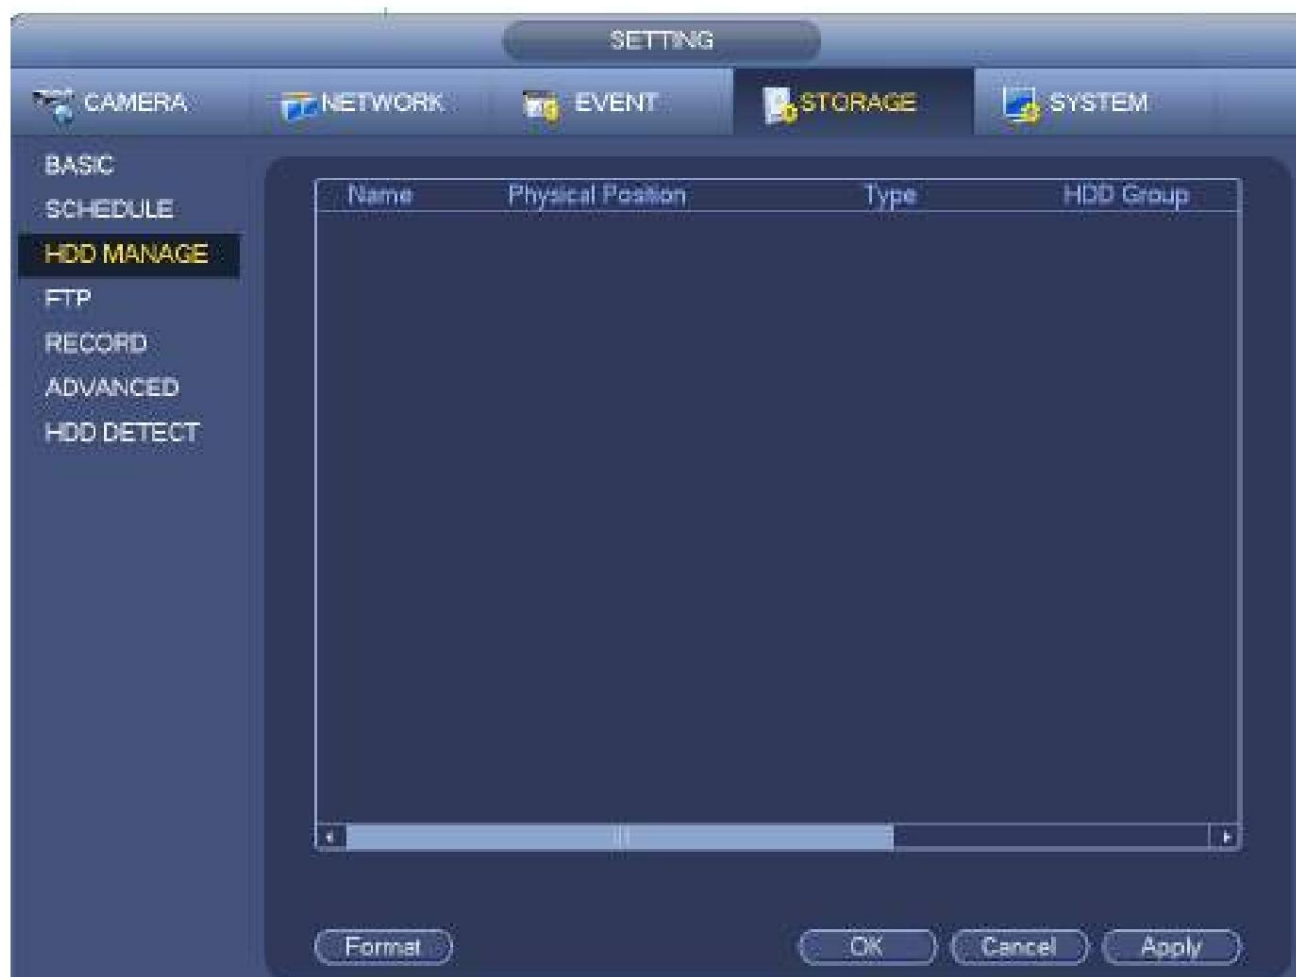 SETTING
CAMERA NETWORK EVENT STORAGE SYSTEM
BASIC
SCHEDULE
HDD MANAGE
FTP
RECORD
ADVANCED
HDD DETECT
Name Physical Position Type HDD Group
Format OK Cancel Apply